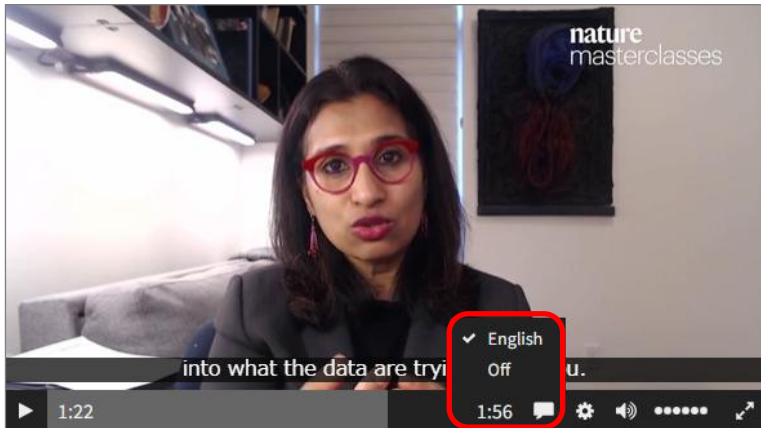 nature
masterclasses
English
Off
into what the data are tryi
u.
1:22
1:56